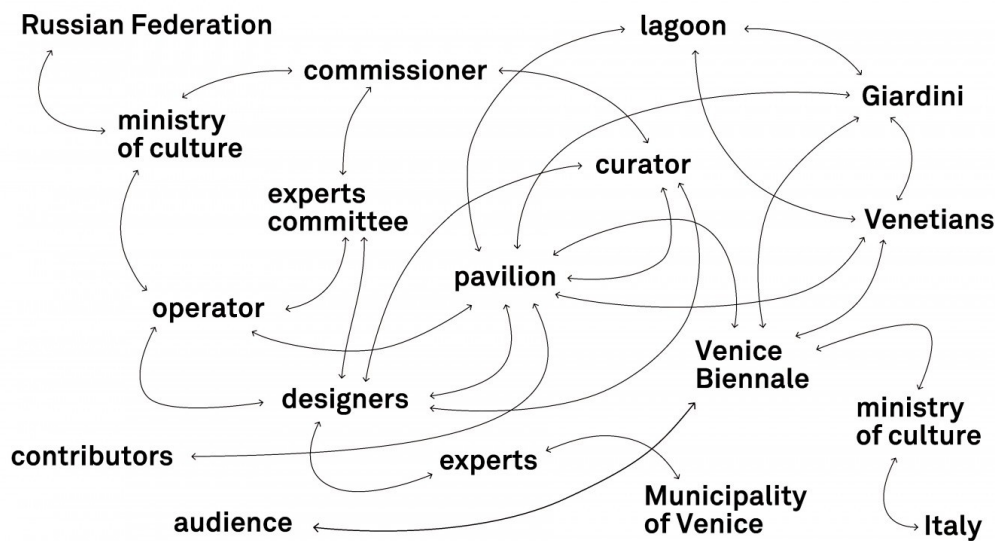 Russian Federation
lagoon
commissioner
Giardini
ministry
of culture
curator
experts
committee
Venetians
pavilion
operator
Venice
Biennale
designers
ministry
of culture
contributors
experts
Municipality
of Venice
audience
Italy